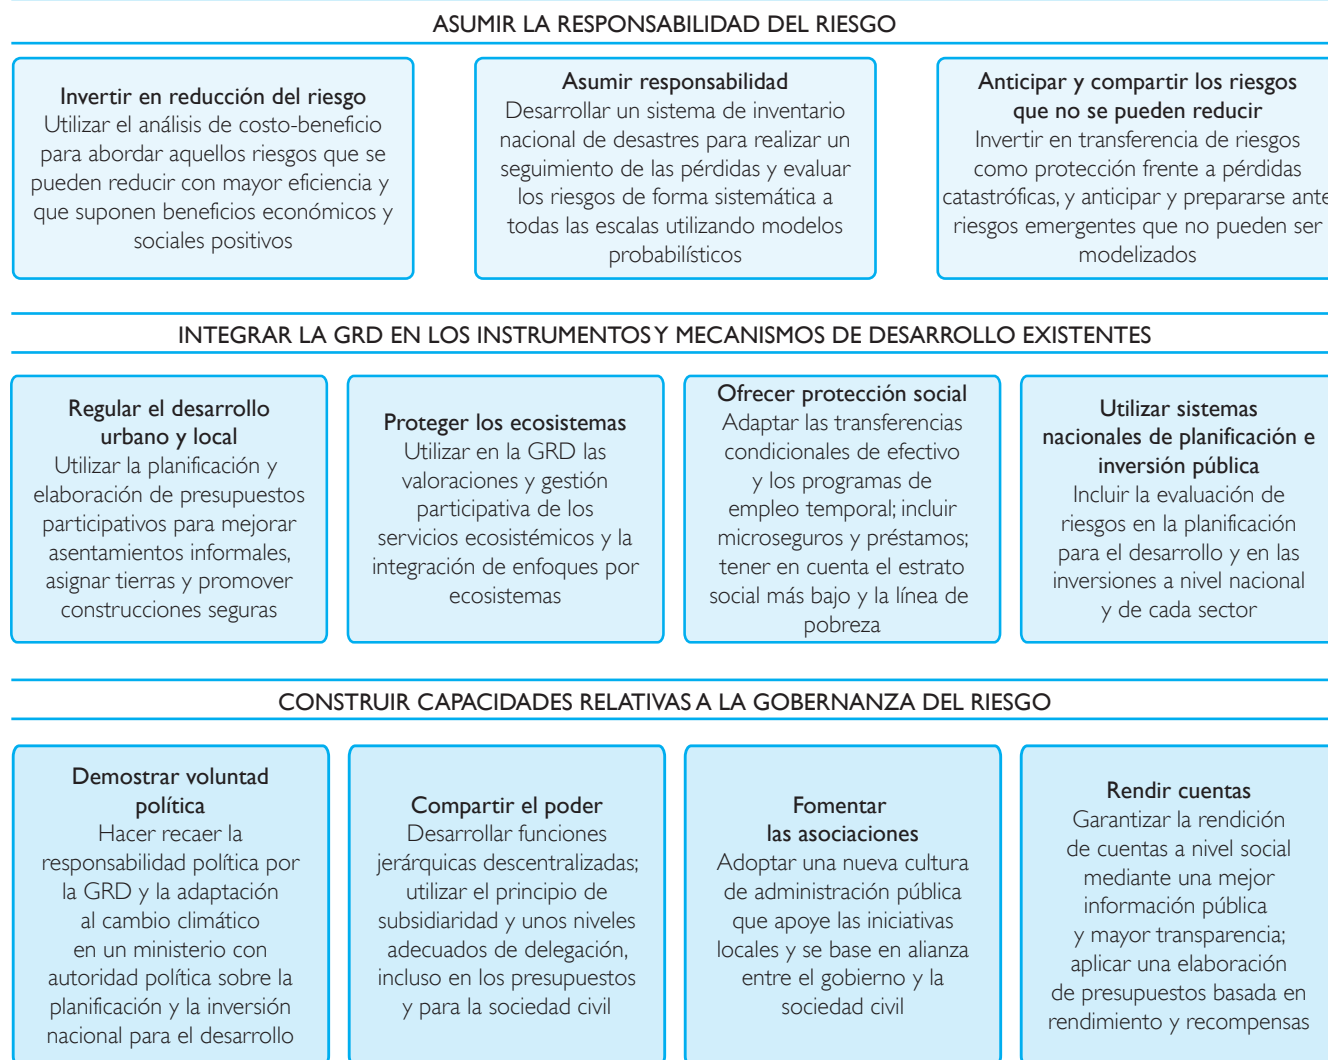 ASUMIR LA RESPONSABILIDAD DEL RIESGO
Invertir en reducción del riesgo
Utilizar el análisis de costo-beneficio
para abordar aquellos riesgos que se
pueden reducir con mayor eficiencia y
que suponen beneficios económicos y
sociales positivos
Asumir responsabilidad
Desarrollar un sistema de inventario
nacional de desastres para realizar un
seguimiento de las pérdidas y evaluar
los riesgos de forma sistemática a
todas las escalas utilizando modelos
probabilísticos
Anticipar y compartir los riesgos
que no se pueden reducir
Invertir en transferencia de riesgos
como protección frente a pérdidas
catastróficas, y anticipar y prepararse ante
riesgos emergentes que no pueden ser
modelizados
INTEGRAR LA GRD EN LOS INSTRUMENTOS Y MECANISMOS DE DESARROLLO EXISTENTES
Regular el desarrollo
urbano y local
Utilizar la planificación y
elaboración de presupuestos
participativos para mejorar
asentamientos informales,
asignar tierras y promover
construcciones seguras
Proteger los ecosistemas
Utilizar en la GRD las
valoraciones y gestión
participativa de los
servicios ecosistémicos y la
integración de enfoques por
ecosistemas
Ofrecer protección social
Adaptar las transferencias
condicionales de efectivo
y los programas de
empleo temporal; incluir
microseguros y préstamos;
tener en cuenta el estrato
social más bajo y la línea de
pobreza
Utilizar sistemas
nacionales de planificación e
inversión pública
Incluir la evaluación de
riesgos en la planificación
para el desarrollo y en las
inversiones a nivel nacional
y de cada sector
CONSTRUIR CAPACIDADES RELATIVAS A LA GOBERNANZA DEL RIESGO
Demostrar voluntad
política
Hacer recaer la
responsabilidad política por
la GRD y la adaptación
al cambio climático
en un ministerio con
autoridad política sobre la
planificación y la inversión
nacional para el desarrollo
Compartir el poder
Desarrollar funciones
jerárquicas descentralizadas;
utilizar el principio de
subsidiaridad y unos niveles
adecuados de delegación,
incluso en los presupuestos
y para la sociedad civil
Fomentar
las asociaciones
Adoptar una nueva cultura
de administración pública
que apoye las iniciativas
locales y se base en alianza
entre el gobierno y la
sociedad civil
Rendir cuentas
Garantizar la rendición
de cuentas a nivel social
mediante una mejor
información pública
y mayor transparencia;
aplicar una elaboración
de presupuestos basada en
rendimiento y recompensas